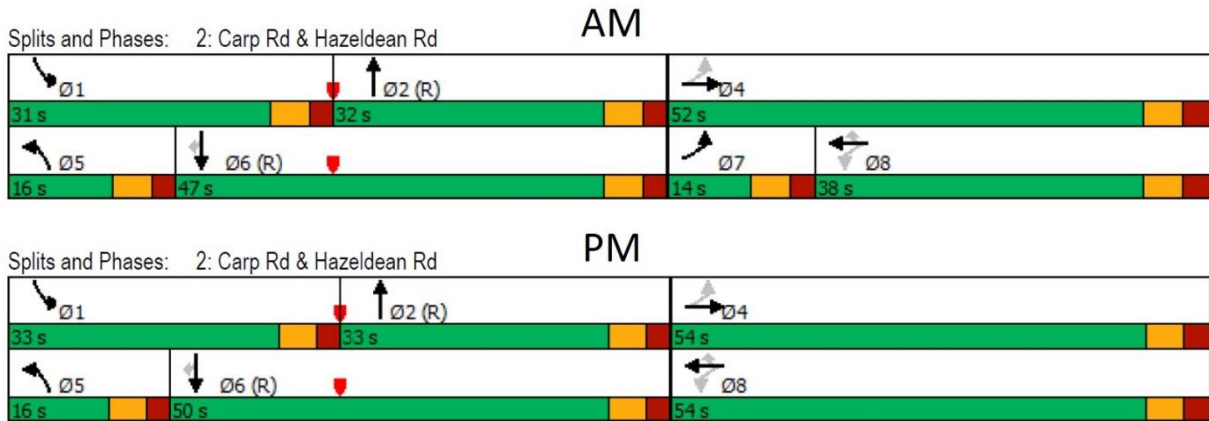 AM
Splits and Phases: 2: Carp Rd & Hazeldean Rd
Ø1 Ø2 (R) Ø4
31 s 32 s 52 s
Ø5 Ø6 (R) Ø7 Ø8
16 s 47 s 14 s 38 s
PM
Splits and Phases: 2: Carp Rd & Hazeldean Rd
Ø1 Ø2 (R) Ø4
33 s 33 s 54 s
Ø5 Ø6 (R) Ø8
16 s 50 s 54 s